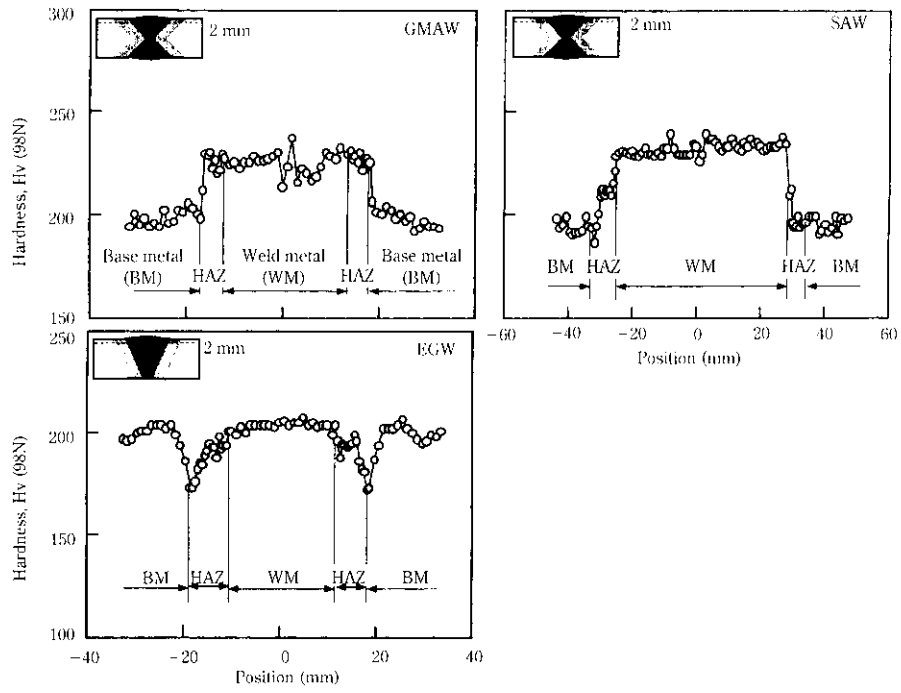 300
250
200
150
Hardness, Hv (98N)
2 mm
GMAW
Base metal
(BM)
HAZ
Weld metal
(WM)
HAZ
Base metal
(BM)
2 mm
SAW
BM
HAZ
WM
HAZ
BM
−60
−40
−20
0
20
40
60
Position (mm)
250
200
150
100
Hardness, Hv (98N)
2 mm
EGW
BM
HAZ
WM
HAZ
BM
−40
−20
0
20
40
Position (mm)